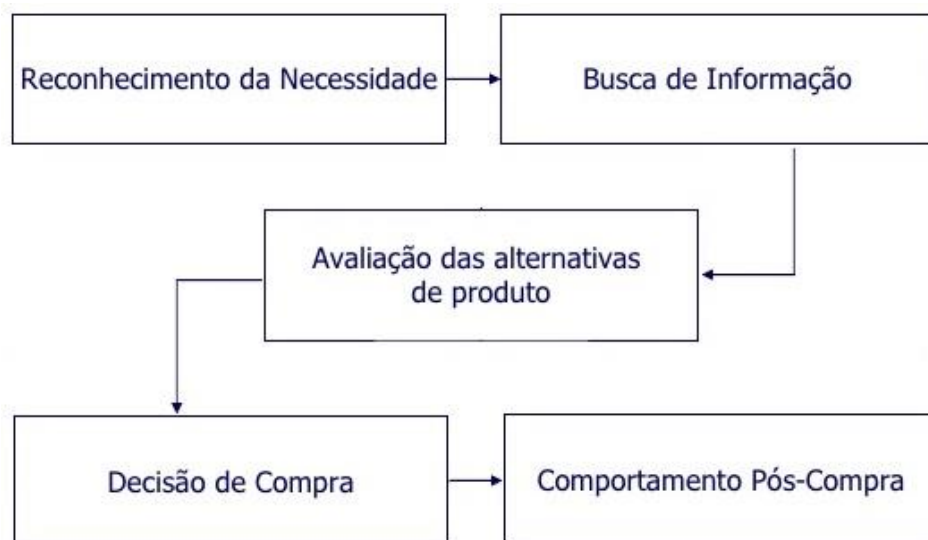 Reconhecimento da Necessidade
Busca de Informação
Avaliação das alternativas
de produto
Decisão de Compra
Comportamento Pós-Compra